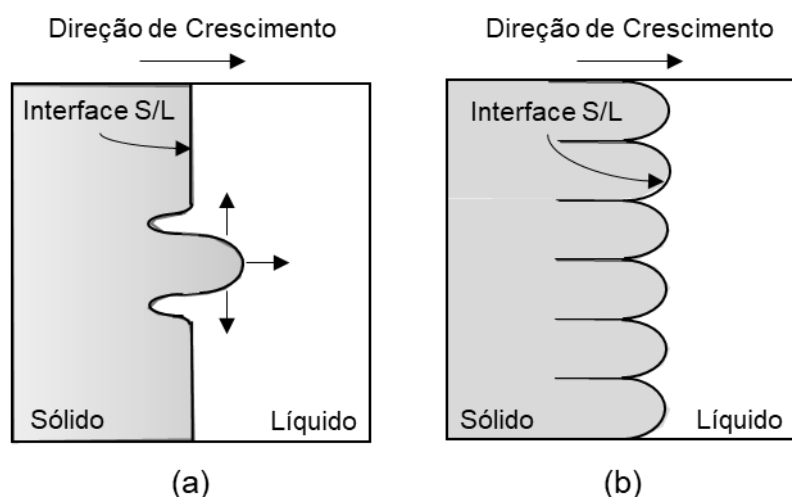 Direção de Crescimento
Interface S/L
Sólido
Líquido
(a)
Direção de Crescimento
Interface
S/L
Sólido
Líquido
(b)